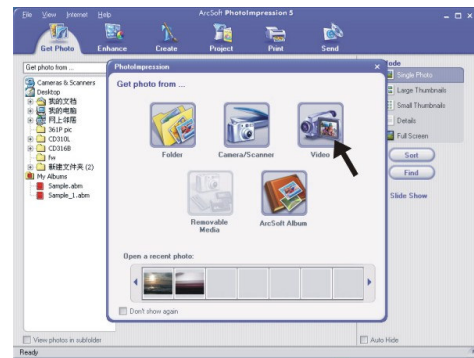 File View Internet Help
ArcSoft PhotoImpression 5
Get Photo Enhance Create Project Print Send
Get photo from ...
Cameras & Scanners
Desktop
我的文档
我的电脑
网上邻居
361P pic
CD310L
CD316B
fw
新建文件夹 (2)
My Albums
Sample.abm
Sample_1.abm
PhotoImpression
Get photo from ...
Folder Camera/Scanner Video
Removable Media ArcSoft Album
Open a recent photo:
Don't show again
Mode
Single Photo
Large Thumbnails
Small Thumbnails
Details
Full Screen
Sort
Find
Slide Show
View photos in subfolder
Auto Hide
Ready